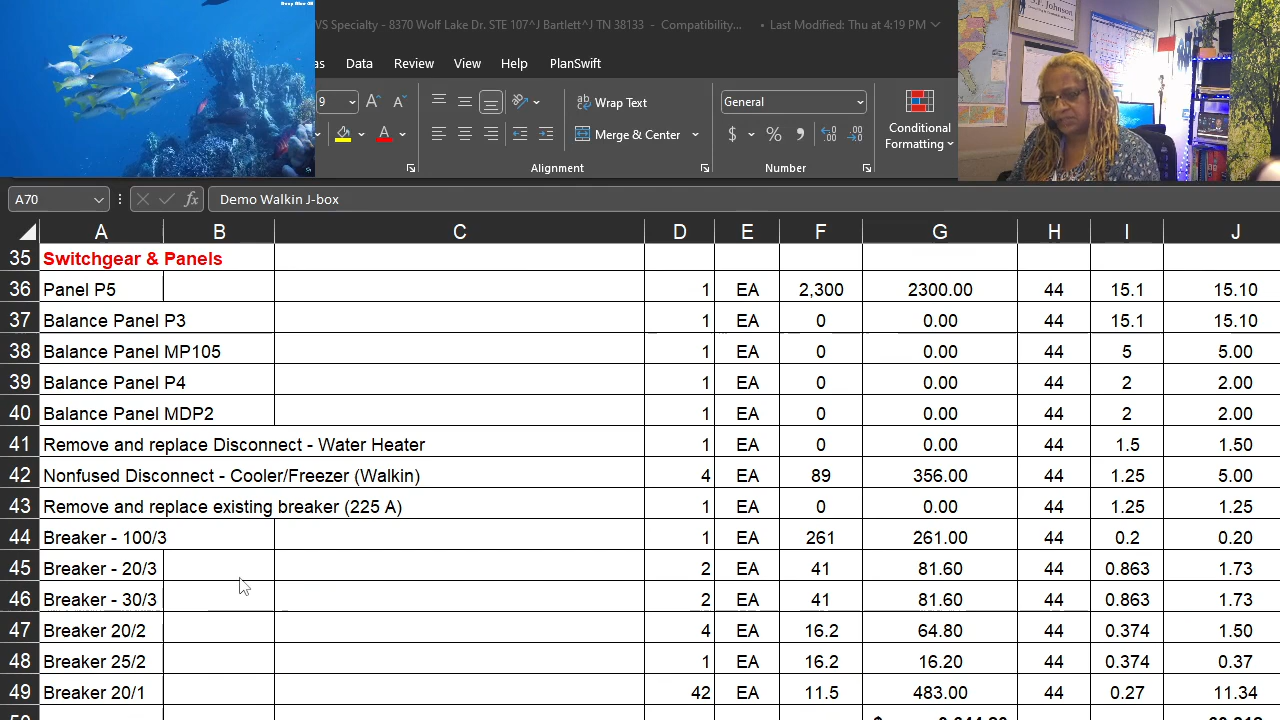 Deep Blue 4K
VS Specialty - 8370 Wolf Lake Dr. STE 107^J Bartlett^J TN 38133 - Compatibility... • Last Modified: Thu at 4:19 PM
as Data Review View Help PlanSwift
9 A A Wrap Text General
A Merge & Center $ % , Conditional Formatting
Alignment Number
A70 fx Demo Walkin J-box
A B C D E F G H I J
35 Switchgear & Panels
36 Panel P5 1 EA 2,300 2300.00 44 15.1 15.10
37 Balance Panel P3 1 EA 0 0.00 44 15.1 15.10
38 Balance Panel MP105 1 EA 0 0.00 44 5 5.00
39 Balance Panel P4 1 EA 0 0.00 44 2 2.00
40 Balance Panel MDP2 1 EA 0 0.00 44 2 2.00
41 Remove and replace Disconnect - Water Heater 1 EA 0 0.00 44 1.5 1.50
42 Nonfused Disconnect - Cooler/Freezer (Walkin) 4 EA 89 356.00 44 1.25 5.00
43 Remove and replace existing breaker (225 A) 1 EA 0 0.00 44 1.25 1.25
44 Breaker - 100/3 1 EA 261 261.00 44 0.2 0.20
45 Breaker - 20/3 2 EA 41 81.60 44 0.863 1.73
46 Breaker - 30/3 2 EA 41 81.60 44 0.863 1.73
47 Breaker 20/2 4 EA 16.2 64.80 44 0.374 1.50
48 Breaker 25/2 1 EA 16.2 16.20 44 0.374 0.37
49 Breaker 20/1 42 EA 11.5 483.00 44 0.27 11.34